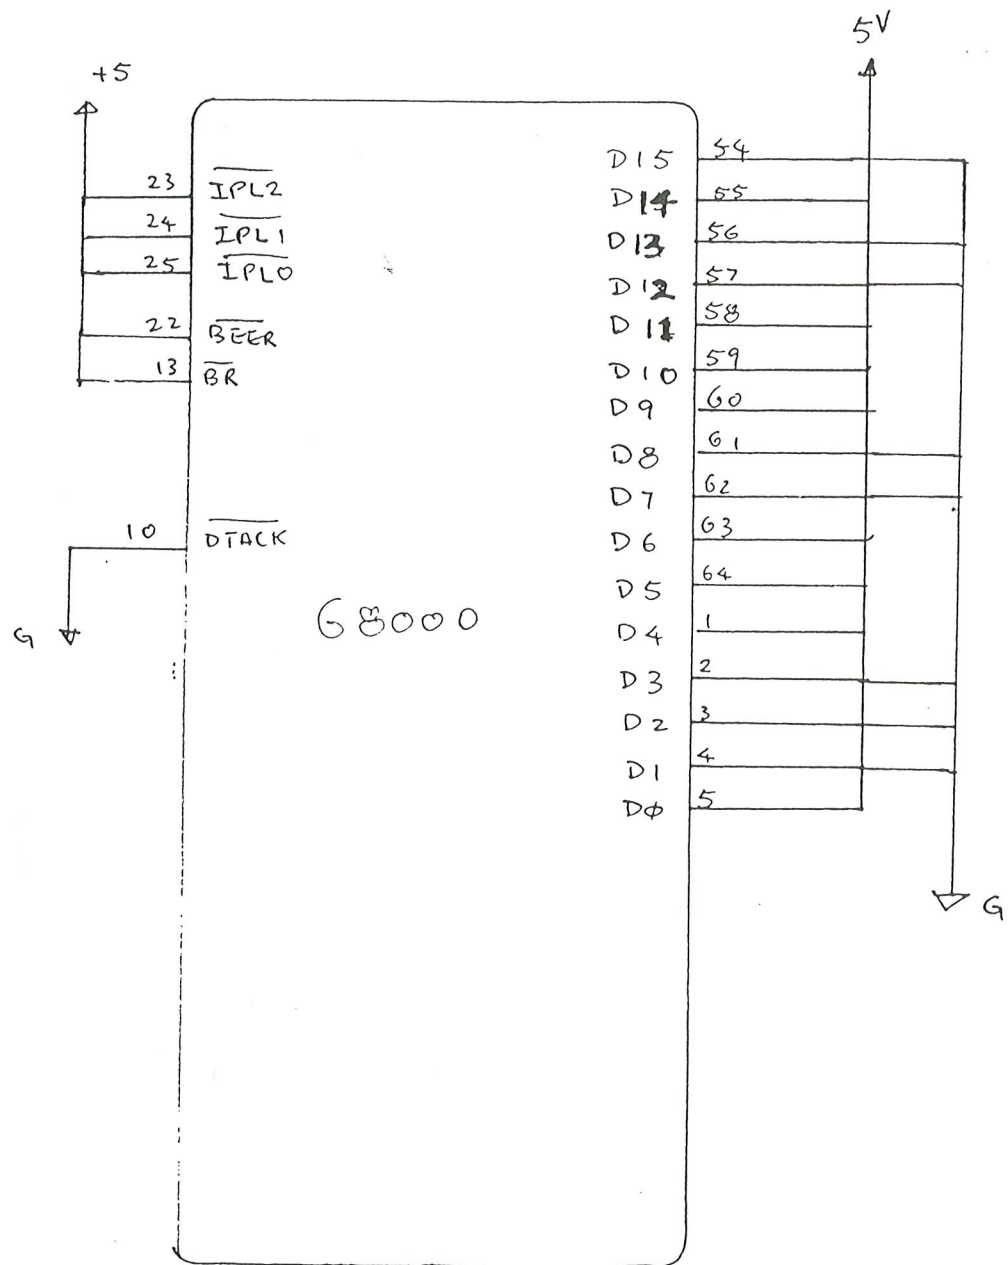 5V
+5
D15 54
23 IPL2
D14 55
24 IPL1
D13 56
25 IPL0
D12 57
D11 58
22 BEER
13 BR
D10 59
D9 60
D8 61
D7 62
10 DTACK
D6 63
D5 64
G
68000
D4 1
D3 2
D2 3
D1 4
DΦ 5
G